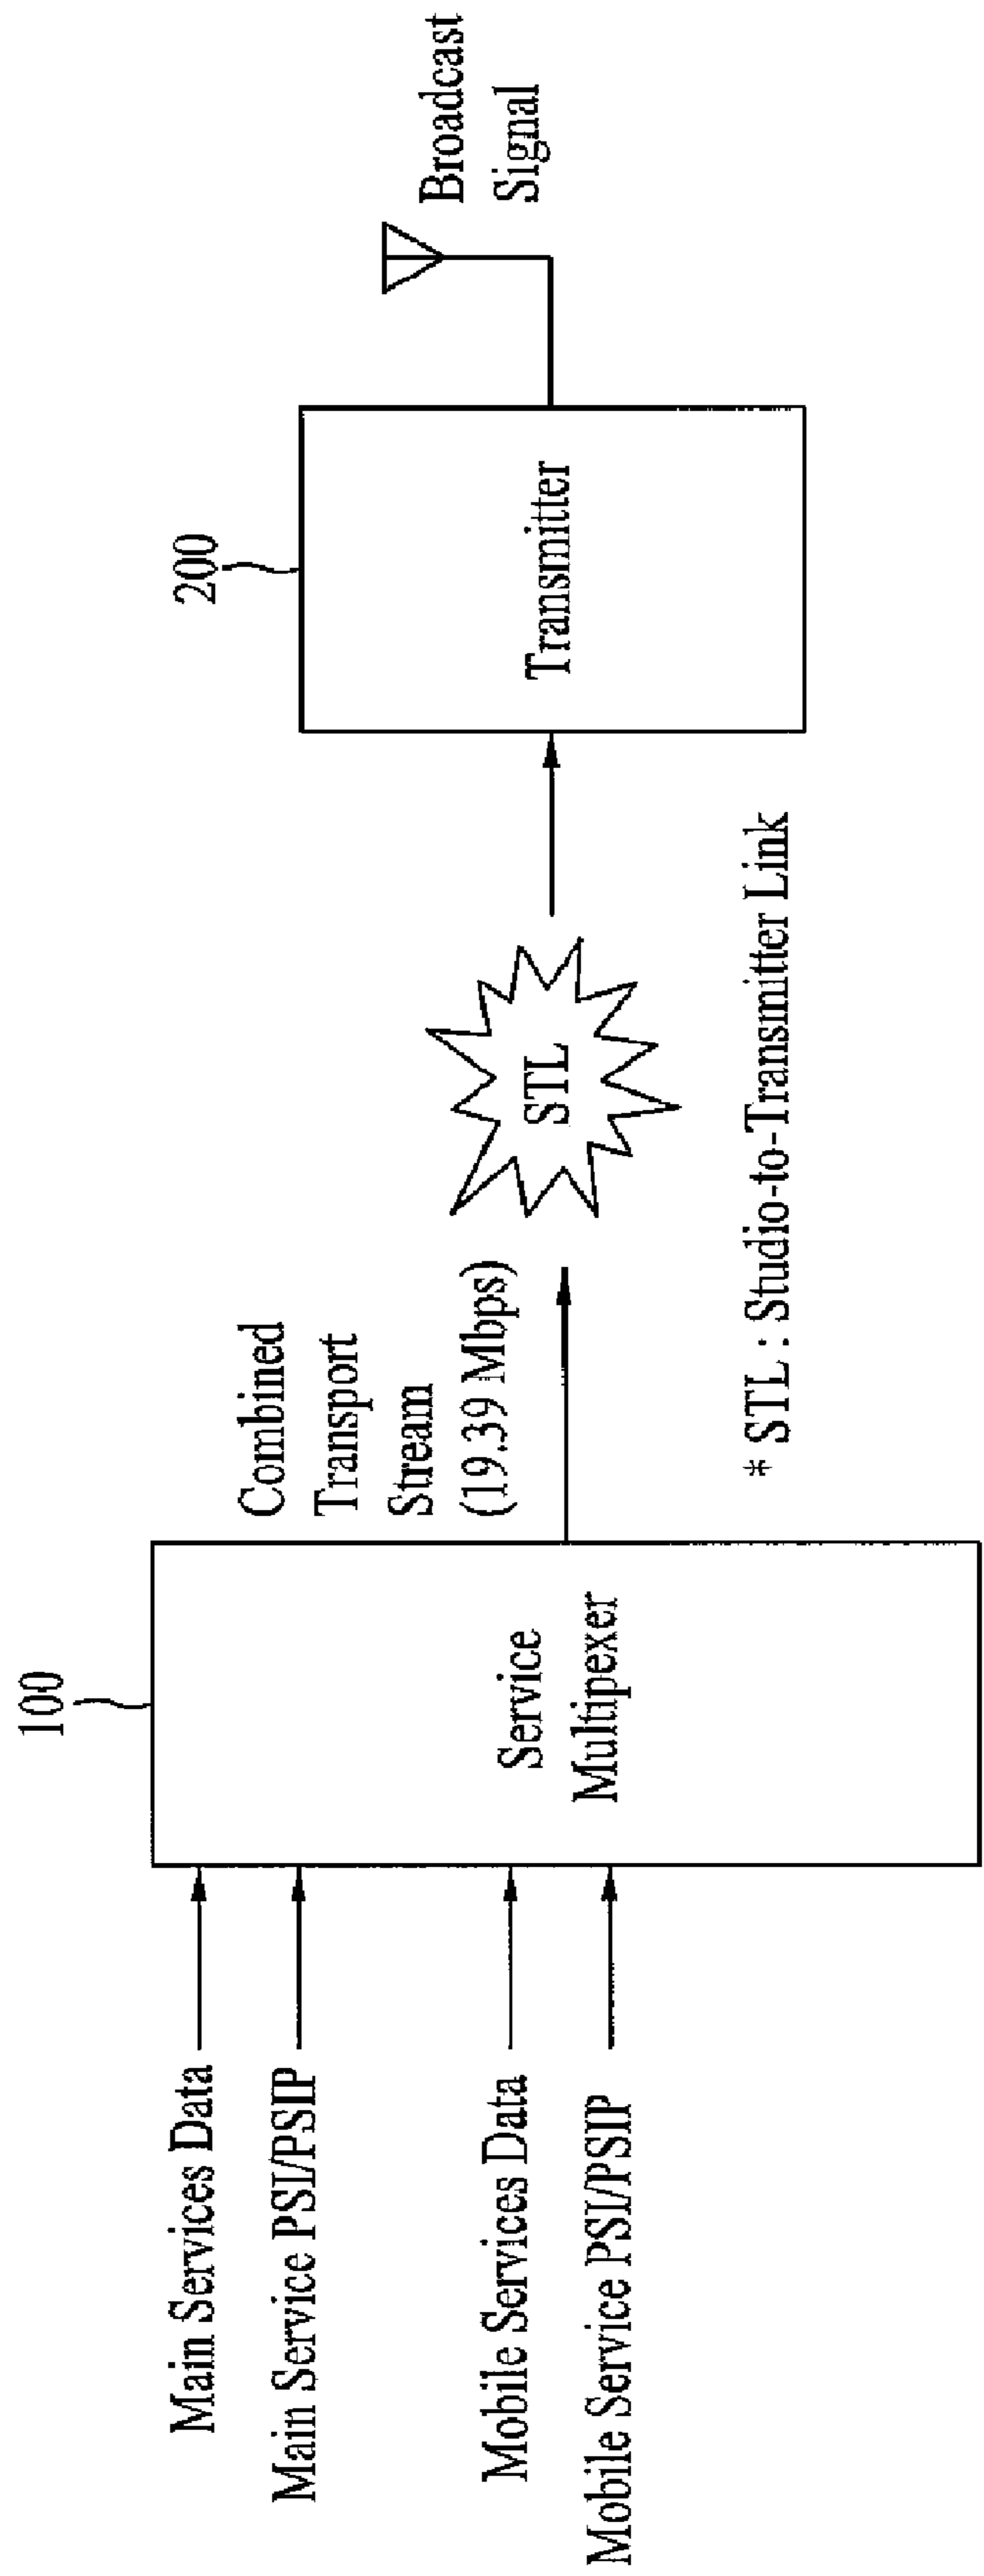 Main Services Data
Main Service PSI/PSIP
Mobile Services Data
Mobile Service PSI/PSIP
100
Service
Multipexer
Combined
Transport
Stream
(19.39 Mbps)
STL
200
Transmitter
Broadcast
Signal
* STL : Studio-to-Transmitter Link